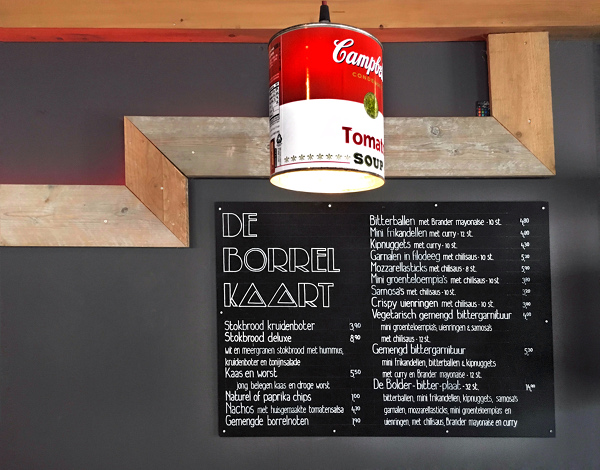 Campbell
CONDENSED
Tomato
SOUP
DE
BORREL
KAART
Stokbrood kruidenboter 3,90
Stokbrood deluxe 8,90
wit en meergranen stokbrood met hummus,
kruidenboter en tonijnsalade
Kaas en worst 5,50
jong belegen kaas en droge worst
Naturel of paprika chips 1,00
Nachos met huisgemaakte tomatensalsa 4,30
Gemengde borrelnoten 1,90
Bitterballen met Brander mayonaise - 10 st.
Mini frikandellen met curry - 12 st.
Kipnuggets met curry - 10 st.
Garnalen in filodeeg met chilisaus - 10 st.
Mozzarellasticks met chilisaus - 8 st.
Mini groenteloempia's met chilisaus - 10 st
Samosa's met chilisaus - 10 st.
Crispy uienringen met chilisaus - 10 st.
Vegetarisch gemengd bittergarnituur
mini groenteloempia's, uienringen & samosa's
met chilisaus - 12 st.
Gemengd bittergarnituur
mini frikandellen, bitterballen & kipnuggets
met curry en Brander mayonaise - 12 st.
De Bolder-bitter-plaat - 32 st.
bitterballen, mini frikandellen, kipnuggets, samosa's
garnalen, mozzarellasticks, mini groenteloempia's en
uienringen, met chilisaus, Brander mayonaise en curry